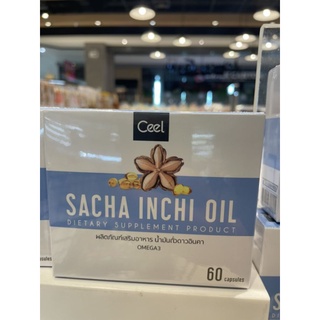 Ceel
SACHA INCHI OIL
DIETARY SUPPLEMENT PRODUCT
ผลิตภัณฑ์เสริมอาหาร น้ำมันถั่วดาวอินคา
OMEGA3
60 capsules